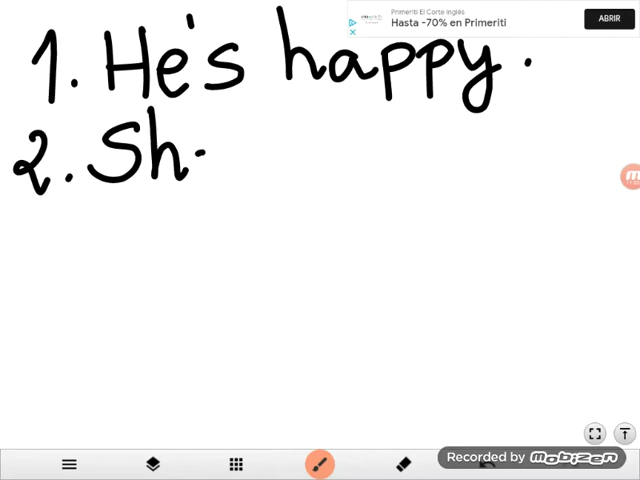 Primeriti El Corte Inglés
Hasta -70% en Primeriti
ABRIR
1. He's happy.
2. Sh
Recorded by mobizen